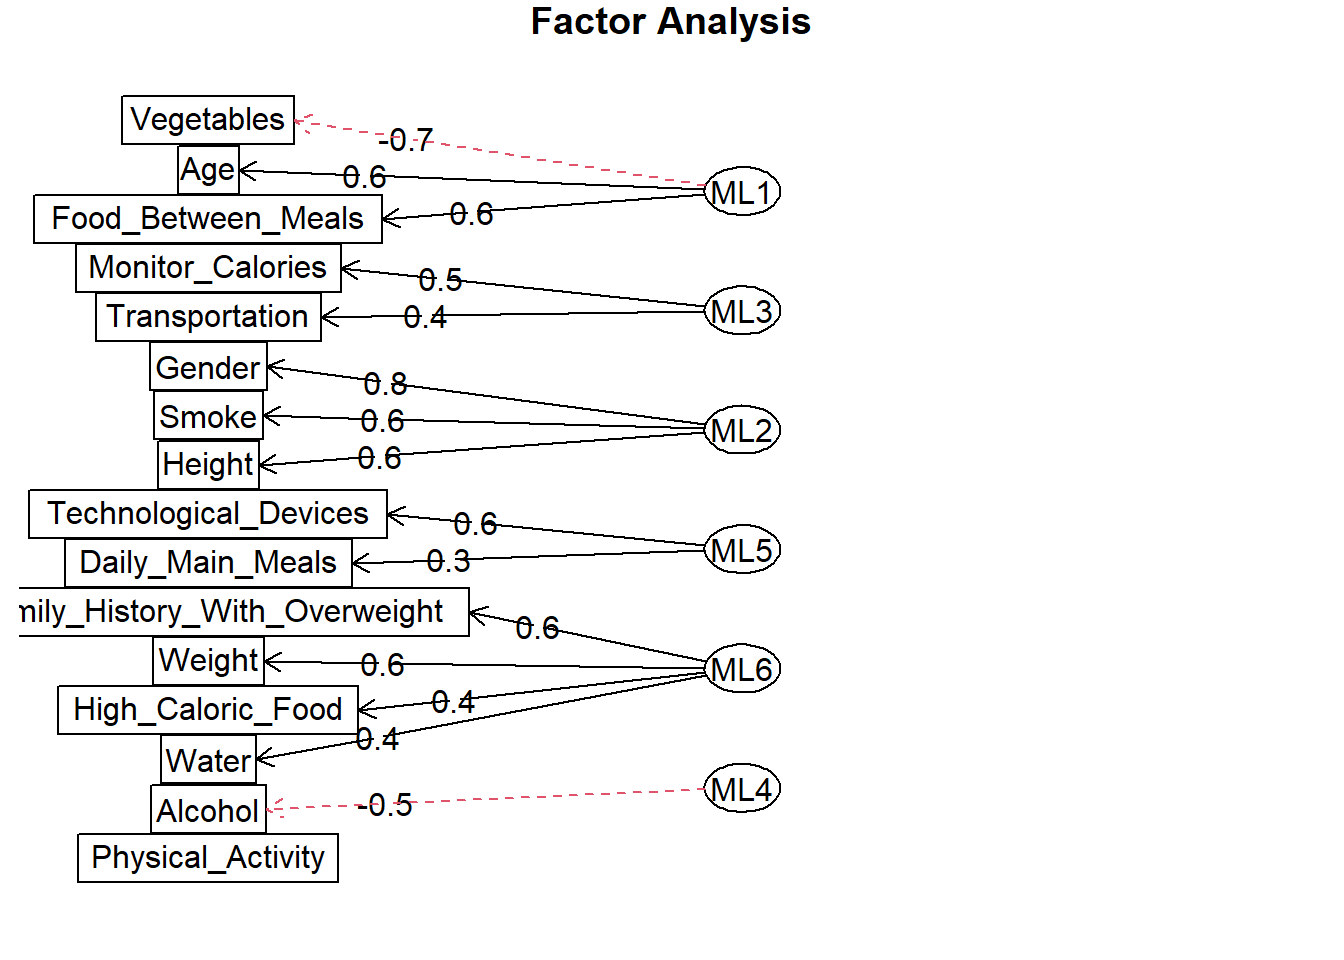 Factor Analysis
Vegetables
-0.7
Age
0.6
ML1
Food_Between_Meals
0.6
Monitor_Calories
0.5
Transportation
0.4
ML3
Gender
0.8
Smoke
0.6
ML2
Height
0.6
Technological_Devices
0.6
Daily_Main_Meals
0.3
ML5
mily_History_With_Overweight
0.6
Weight
0.6
ML6
High_Caloric_Food
0.4
Water
0.4
Alcohol
-0.5
ML4
Physical_Activity